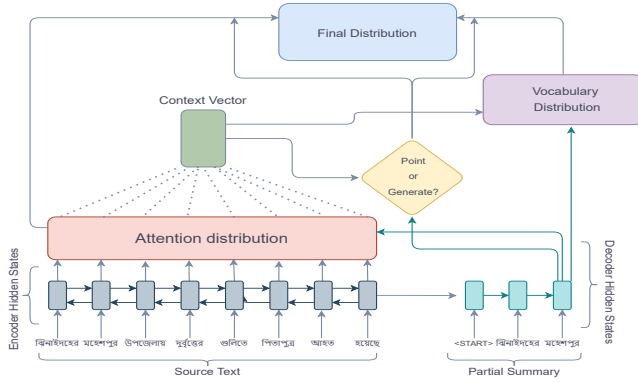 Final Distribution
Vocabulary
Distribution
Context Vector
Point
or
Generate?
Attention distribution
Encoder Hidden States
Decoder Hidden States
ঝিনাইদহের মহেশপুর উপজেলায় দুর্বৃত্তের গুলিতে পিতাপুত্র আহত হয়েছে
<START> ঝিনাইদহের মহেশপুর
Source Text
Partial Summary